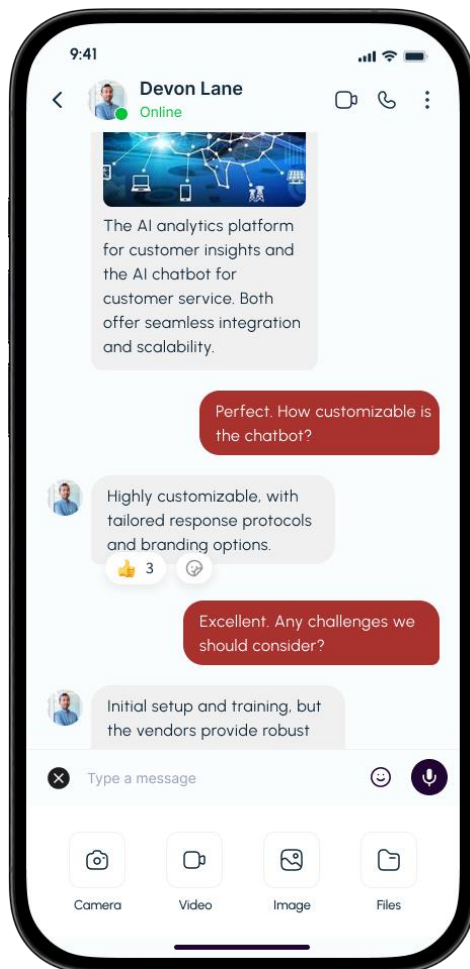 9:41
Devon Lane
Online
The AI analytics platform
for customer insights and
the AI chatbot for
customer service. Both
offer seamless integration
and scalability.
Perfect. How customizable is
the chatbot?
Highly customizable, with
tailored response protocols
and branding options.
👍 3
Excellent. Any challenges we
should consider?
Initial setup and training, but
the vendors provide robust
Type a message
Camera Video Image Files